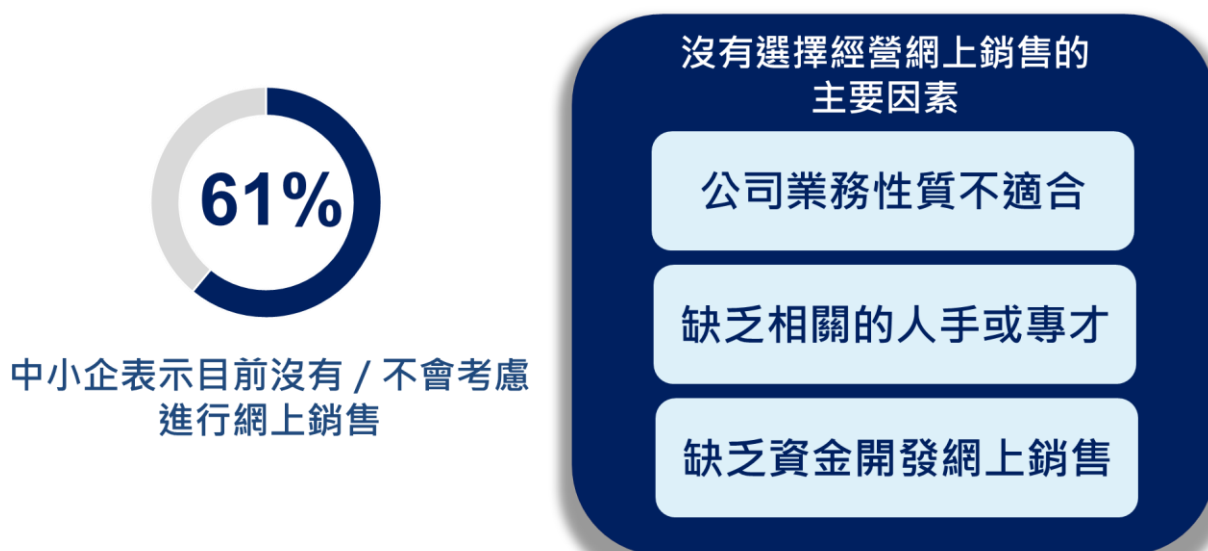 61%
中小企表示目前沒有 / 不會考慮
進行網上銷售
沒有選擇經營網上銷售的
主要因素
公司業務性質不適合
缺乏相關的人手或專才
缺乏資金開發網上銷售